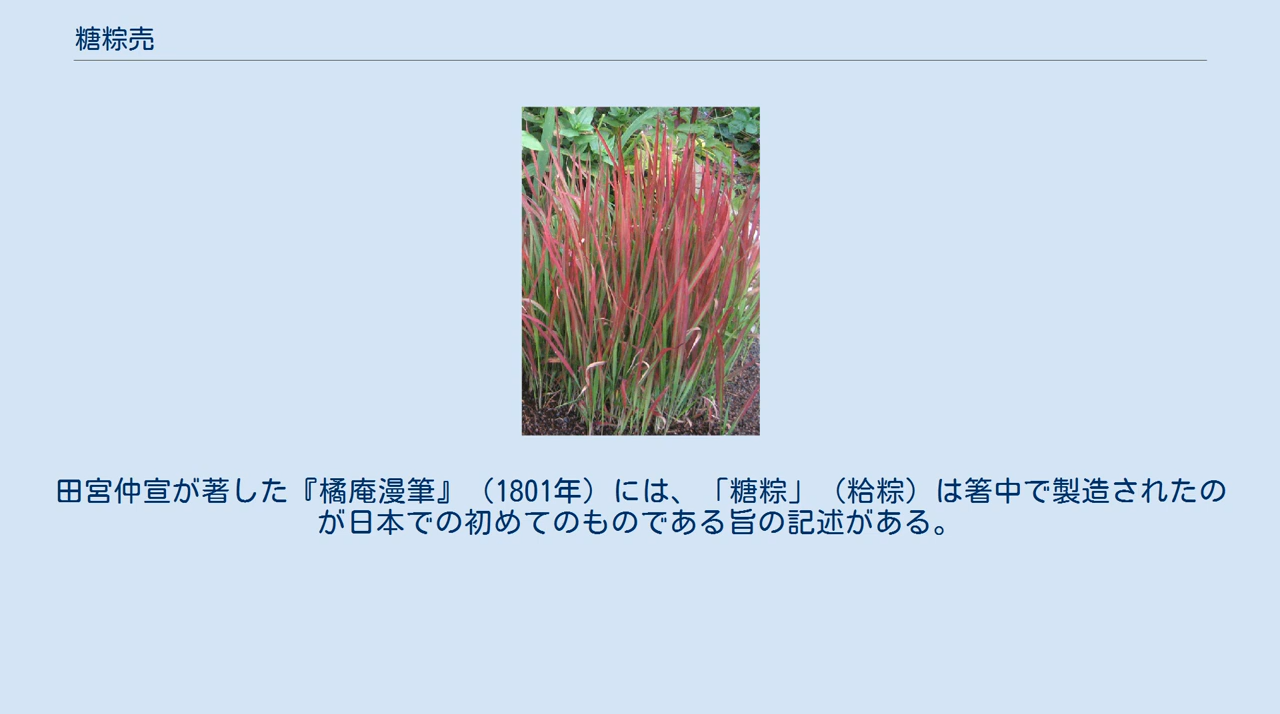 糖粽売
田宮仲宣が著した『橘庵漫筆』（1801年）には、「糖粽」（粭粽）は箸中で製造されたの
が日本での初めてのものである旨の記述がある。